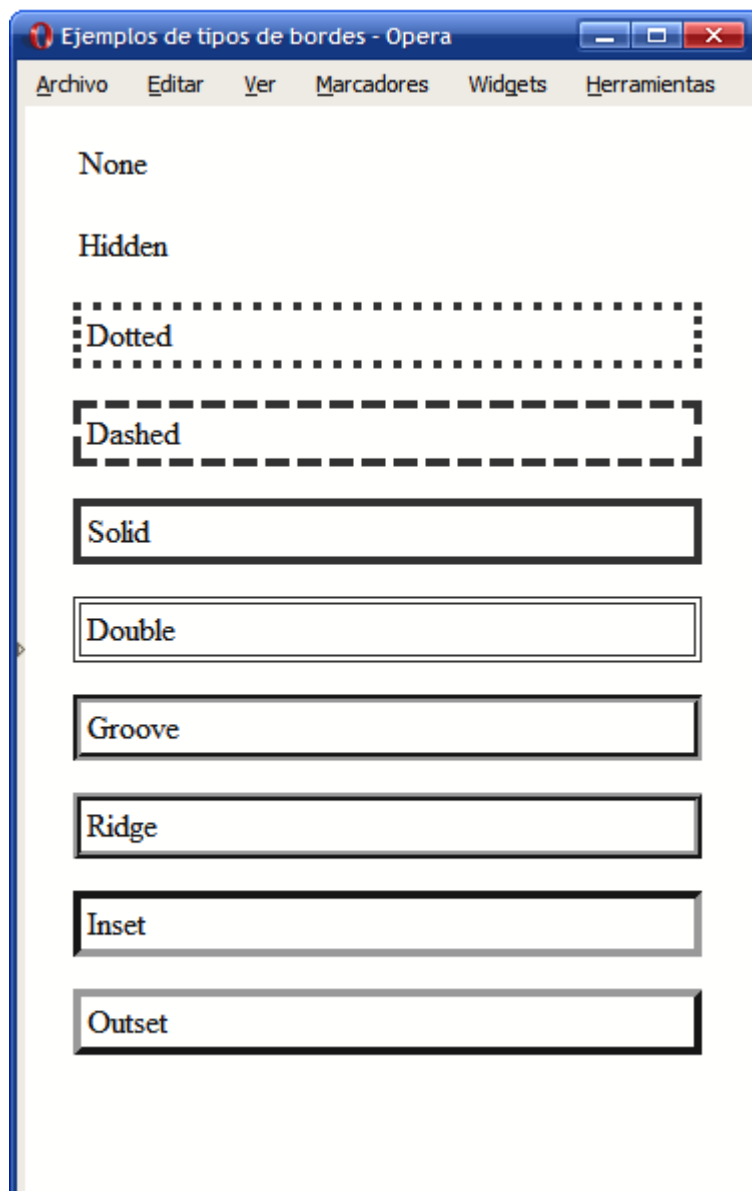 Ejemplos de tipos de bordes - Opera
Archivo Editar Ver Marcadores Widgets Herramientas
None
Hidden
Dotted
Dashed
Solid
Double
Groove
Ridge
Inset
Outset